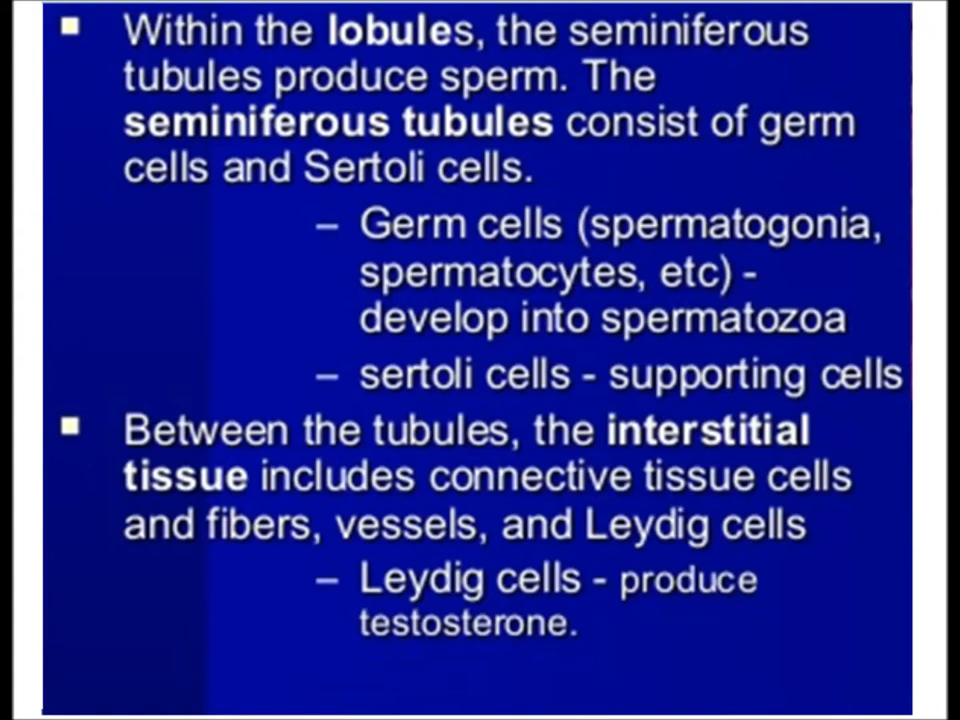 Within the lobules, the seminiferous
tubules produce sperm. The
seminiferous tubules consist of germ
cells and Sertoli cells.
– Germ cells (spermatogonia,
spermatocytes, etc) -
develop into spermatozoa
– sertoli cells - supporting cells
Between the tubules, the interstitial
tissue includes connective tissue cells
and fibers, vessels, and Leydig cells
– Leydig cells - produce
testosterone.